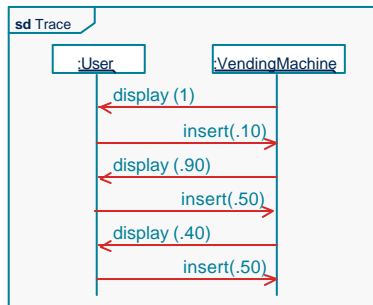 sd Trace
:User :VendingMachine
display (1)
insert(.10)
display (.90)
insert(.50)
display (.40)
insert(.50)